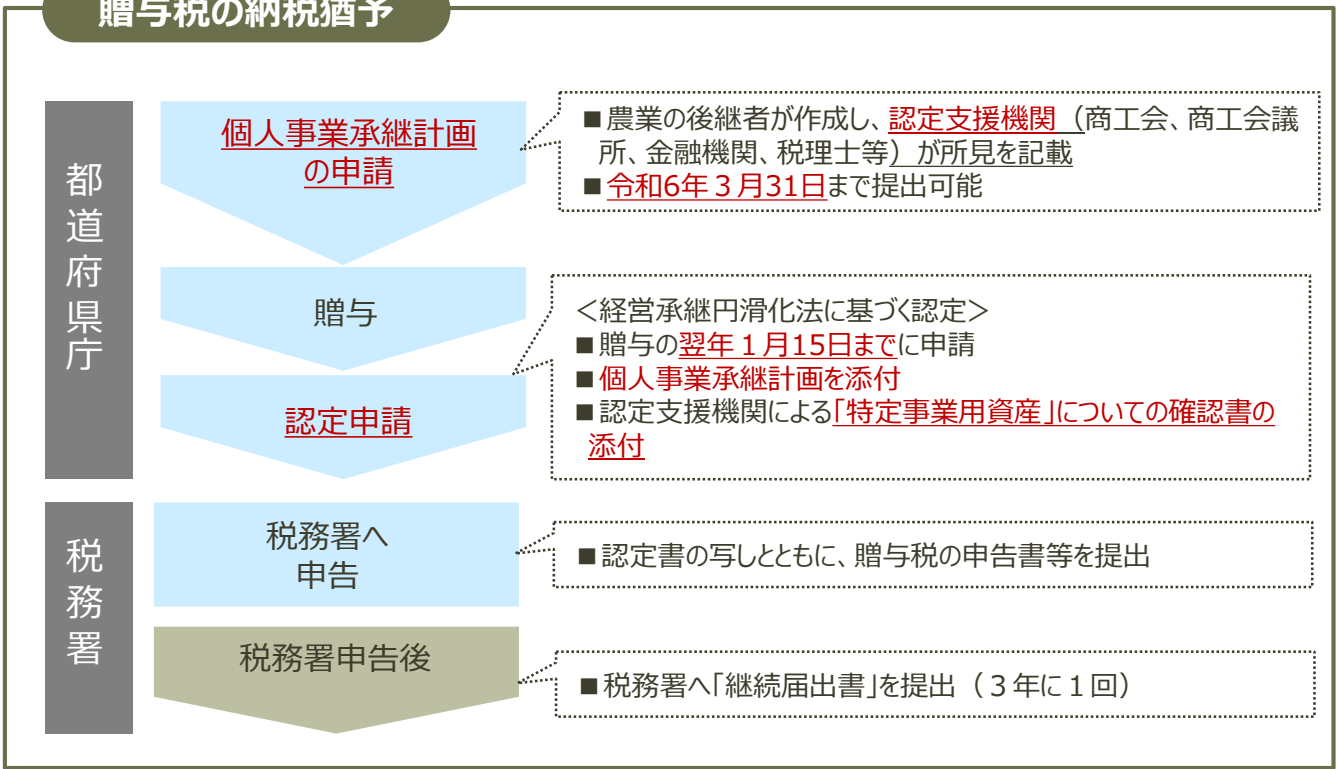 贈与税の納税猶予
都道府県庁
個人事業承継計画
の申請
■農業の後継者が作成し、認定支援機関（商工会、商工会議
所、金融機関、税理士等）が所見を記載
■令和6年３月31日まで提出可能
贈与
＜経営承継円滑化法に基づく認定＞
■贈与の翌年１月15日までに申請
■個人事業承継計画を添付
■認定支援機関による「特定事業用資産」についての確認書の
添付
認定申請
税務署
税務署へ
申告
■認定書の写しとともに、贈与税の申告書等を提出
税務署申告後
■税務署へ「継続届出書」を提出（３年に１回）